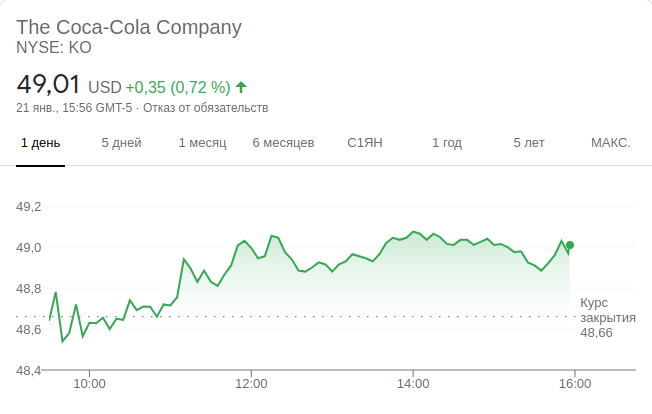 The Coca-Cola Company
NYSE: KO
49,01 USD +0,35 (0,72 %)
21 янв., 15:56 GMT-5 · Отказ от обязательств
1 день 5 дней 1 месяц 6 месяцев С1ЯН 1 год 5 лет МАКС.
49,2
49,0
48,8
48,6
48,4
Курс
закрытия
48,66
10:00 12:00 14:00 16:00